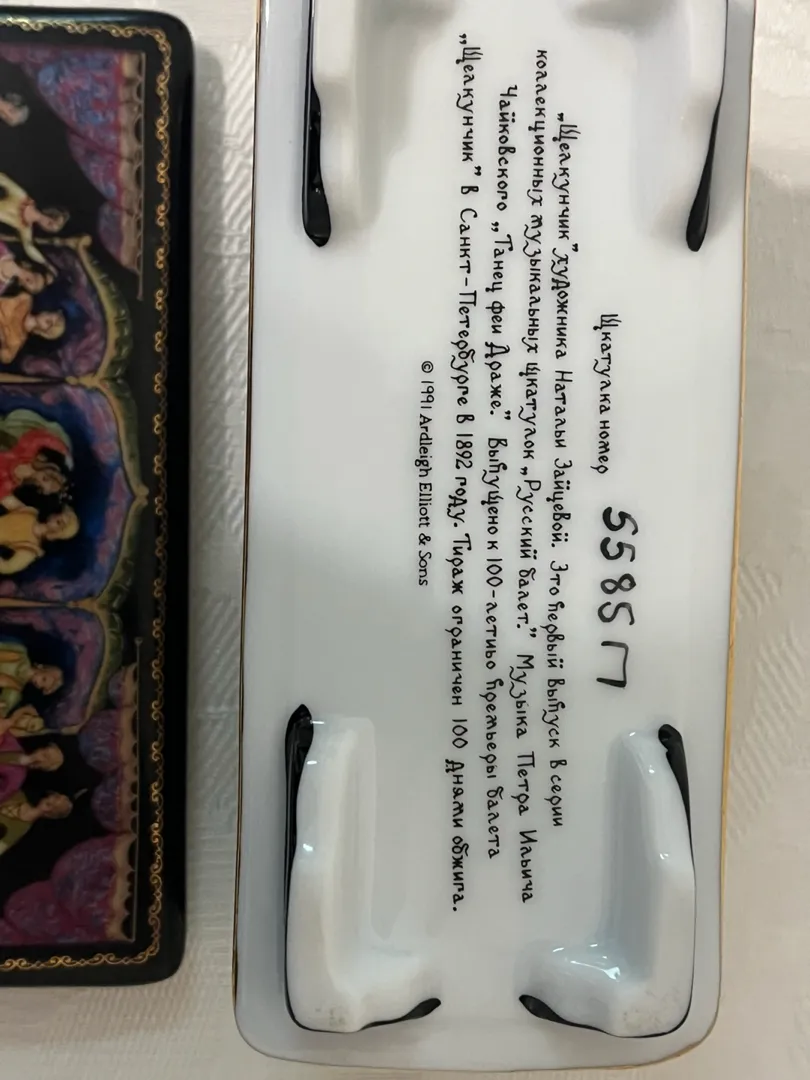 Шкатулка номер 5585П
„Щелкунчик” художника Натальи Зайцевой. Это первый выпуск в серии
коллекционных музыкальных шкатулок „Русский балет.” Музыка Петра Ильича
Чайковского „Танец феи Драже.” Выпущено к 100-летию премьеры балета
„Щелкунчик” в Санкт-Петербурге в 1892 году. Тираж ограничен 100 днями обжига.
© 1991 Ardleigh Elliott & Sons